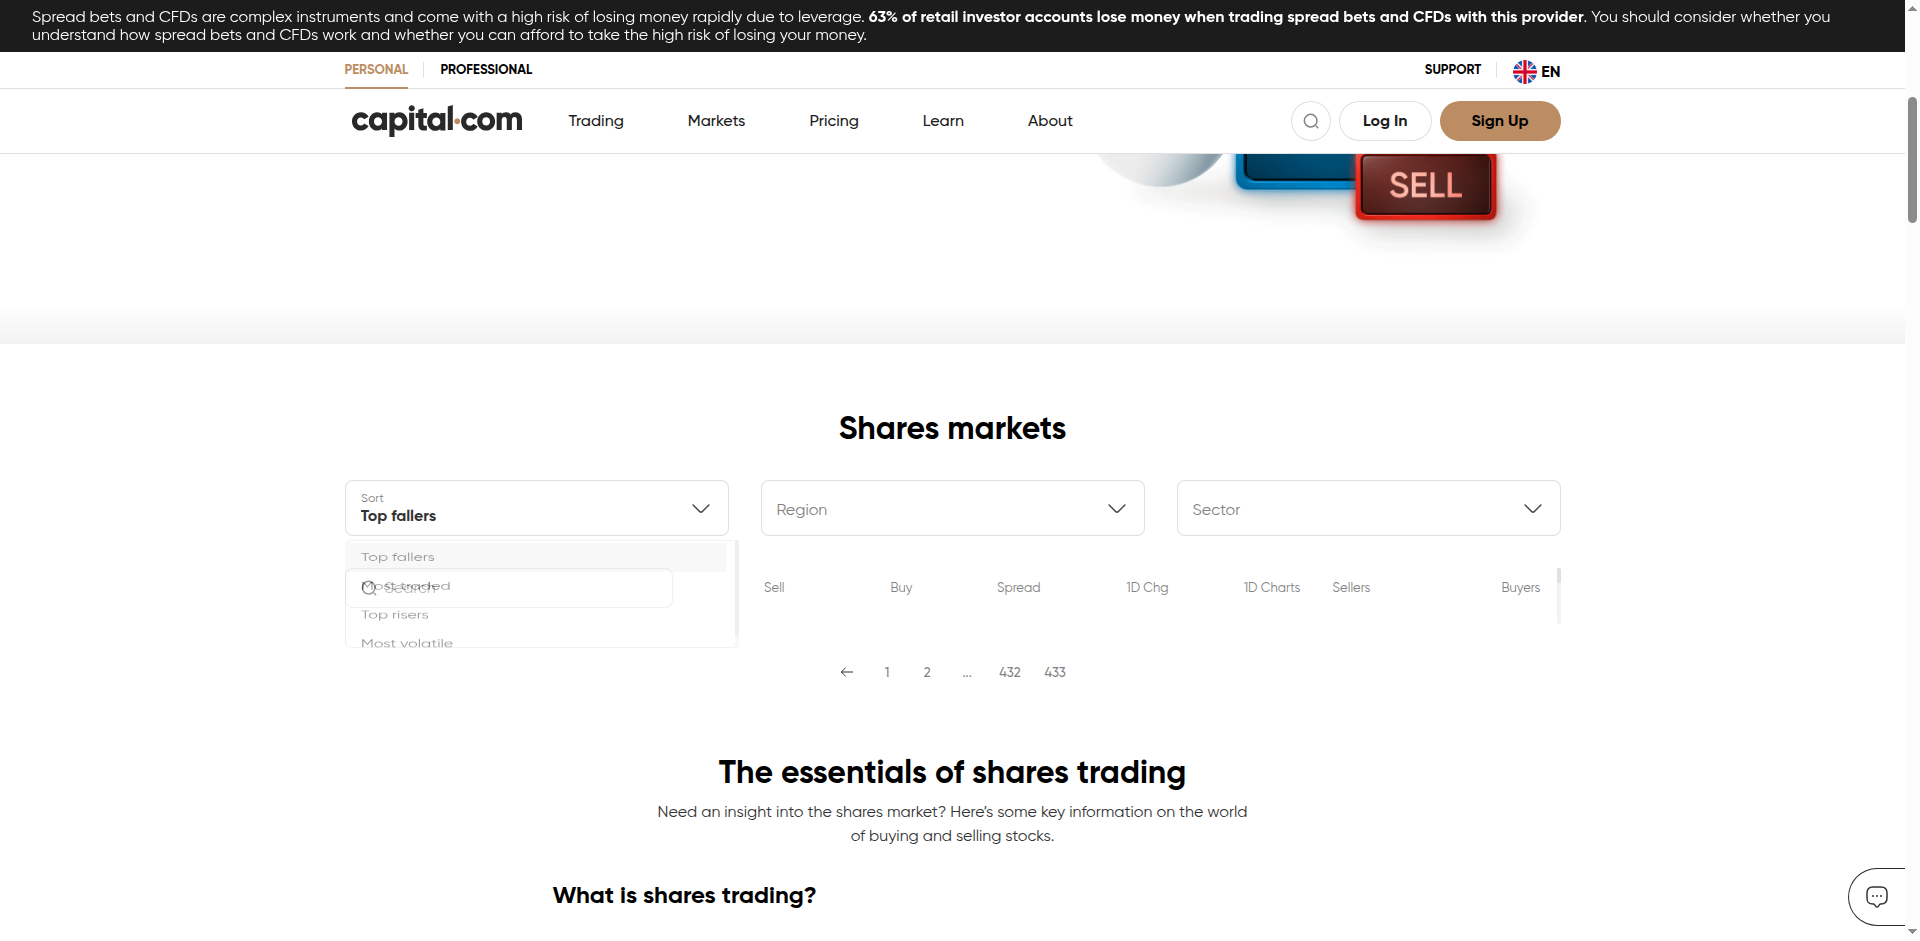 Spread bets and CFDs are complex instruments and come with a high risk of losing money rapidly due to leverage. 63% of retail investor accounts lose money when trading spread bets and CFDs with this provider. You should consider whether you
understand how spread bets and CFDs work and whether you can afford to take the high risk of losing your money.
PERSONAL PROFESSIONAL SUPPORT EN
capital.com Trading Markets Pricing Learn About Log In Sign Up
SELL
Shares markets
Sort
Top fallers
Region
Sector
Top fallers
Most traded
Search
Top risers
Most volatile
Sell Buy Spread 1D Chg 1D Charts Sellers Buyers
1 2 ... 432 433
The essentials of shares trading
Need an insight into the shares market? Here's some key information on the world
of buying and selling stocks.
What is shares trading?